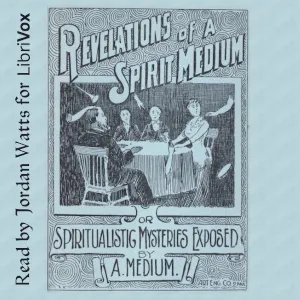 Read by Jordan Watts for LibriVox
REVELATIONS OF A
SPIRIT MEDIUM
OR
SPIRITUALISTIC MYSTERIES EXPOSED
BY
A. MEDIUM.